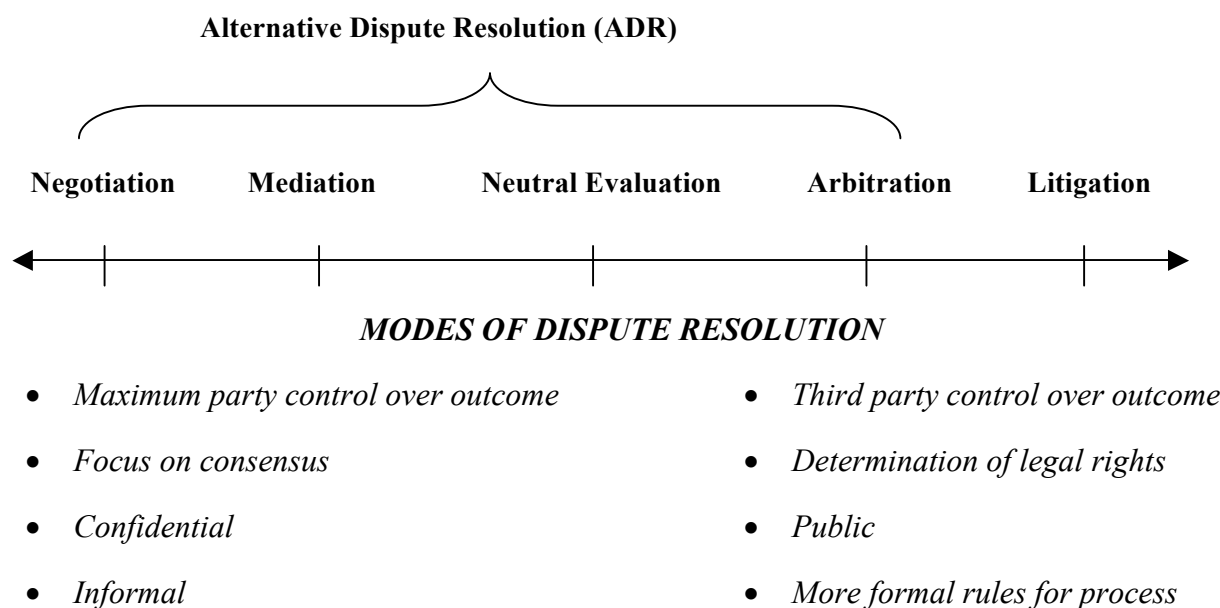 Alternative Dispute Resolution (ADR)
Negotiation Mediation Neutral Evaluation Arbitration Litigation
MODES OF DISPUTE RESOLUTION
• Maximum party control over outcome • Third party control over outcome
• Focus on consensus • Determination of legal rights
• Confidential • Public
• Informal • More formal rules for process